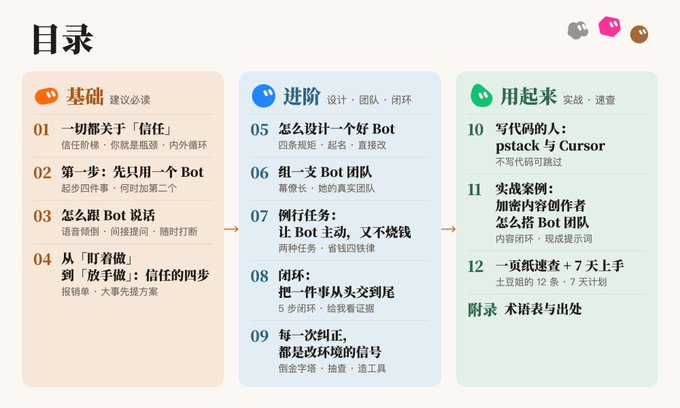 目录
基础 建议必读
01 一切都关于「信任」
信任阶梯 · 你就是瓶颈 · 内外循环
02 第一步：先只用一个 Bot
起步四件事 · 何时加第二个
03 怎么跟 Bot 说话
语音倾倒 · 间接提问 · 随时打断
04 从「盯着做」
到「放手做」：信任的四步
报销单 · 大事先提方案
进阶 设计 · 团队 · 闭环
05 怎么设计一个好 Bot
四条规矩 · 起名 · 直接改
06 组一支 Bot 团队
幕僚长 · 她的真实团队
07 例行任务：
让 Bot 主动，又不烧钱
两种任务 · 省钱四铁律
08 闭环：
把一件事从头交到尾
5 步闭环 · 给我看证据
09 每一次纠正，
都是改环境的信号
倒金字塔 · 抽查 · 造工具
用起来 实战 · 速查
10 写代码的人：
pstack 与 Cursor
不写代码可跳过
11 实战案例：
加密内容创作者
怎么搭 Bot 团队
内容闭环 · 现成提示词
12 一页纸速查 + 7 天上手
土豆姐的 12 条 · 7 天计划
附录 术语表与出处